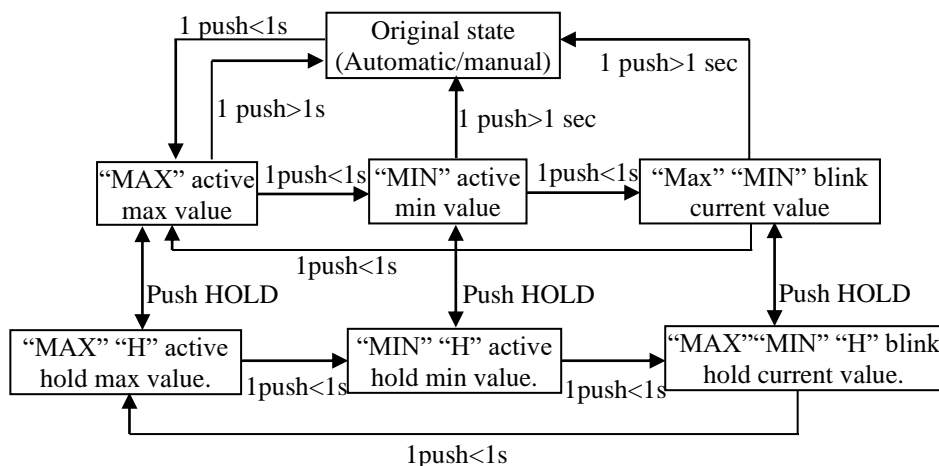 1 push<1s
Original state
(Automatic/manual)
1 push>1s
1 push>1 sec
1 push>1 sec
“MAX” active
max value
1push<1s
“MIN” active
min value
1push<1s
“Max” “MIN” blink
current value
1push<1s
Push HOLD
Push HOLD
Push HOLD
“MAX” “H” active
hold max value.
1push<1s
“MIN” “H” active
hold min value.
1push<1s
“MAX”“MIN” “H” blink
hold current value.
1push<1s